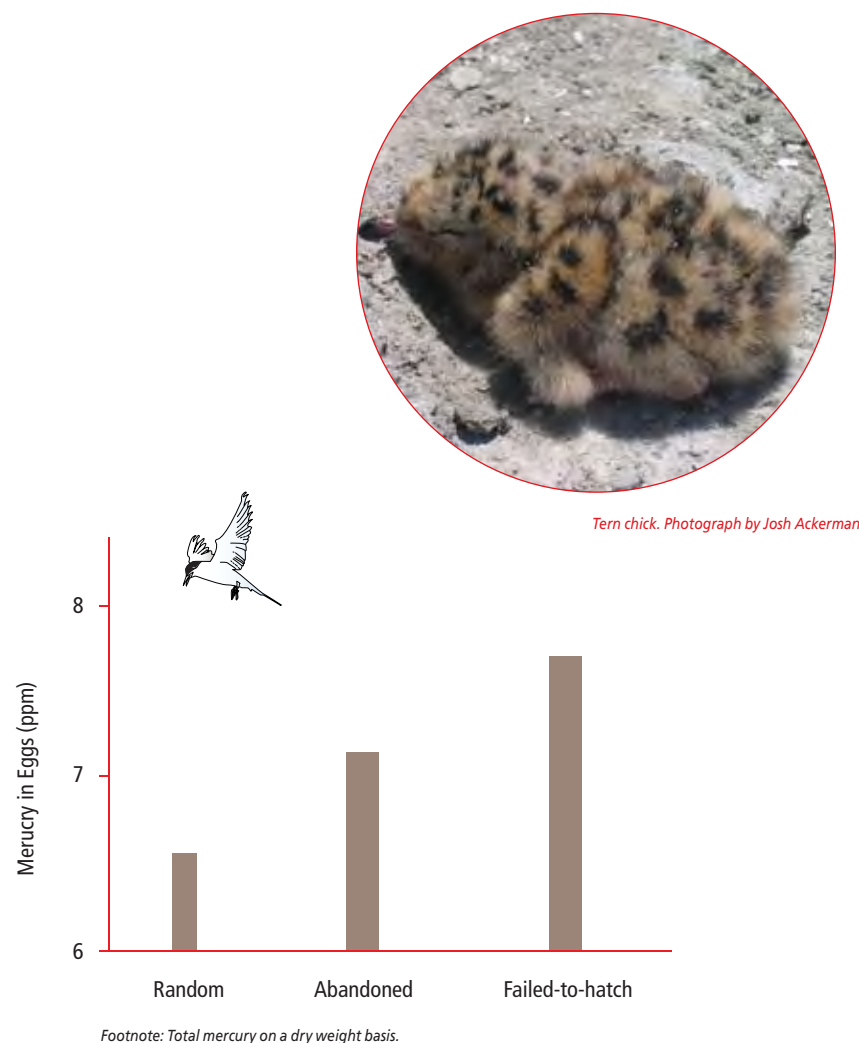 Tern chick. Photograph by Josh Ackerman
8
7
6
Merucry in Eggs (ppm)
Random
Abandoned
Failed-to-hatch
Footnote: Total mercury on a dry weight basis.